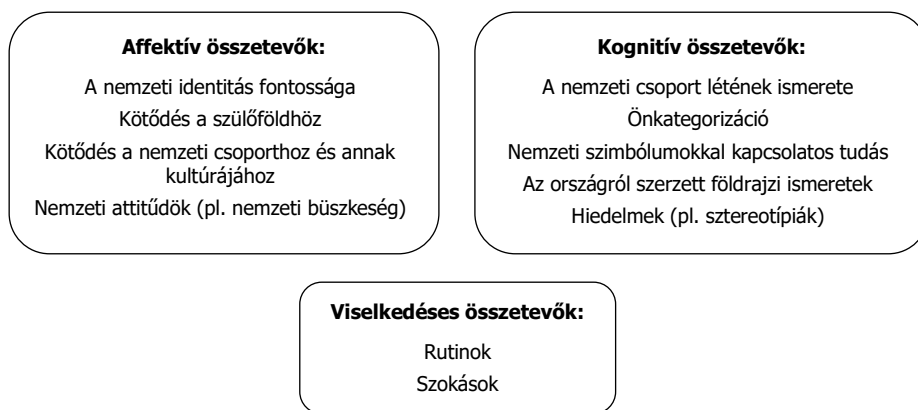 Affektív összetevők:
A nemzeti identitás fontossága
Kötődés a szülőföldhöz
Kötődés a nemzeti csoporthoz és annak
kultúrájához
Nemzeti attitűdök (pl. nemzeti büszkeség)
Kognitív összetevők:
A nemzeti csoport létének ismerete
Önkategorizáció
Nemzeti szimbólumokkal kapcsolatos tudás
Az országról szerzett földrajzi ismeretek
Hiedelmek (pl. sztereotípiák)
Viselkedéses összetevők:
Rutinok
Szokások